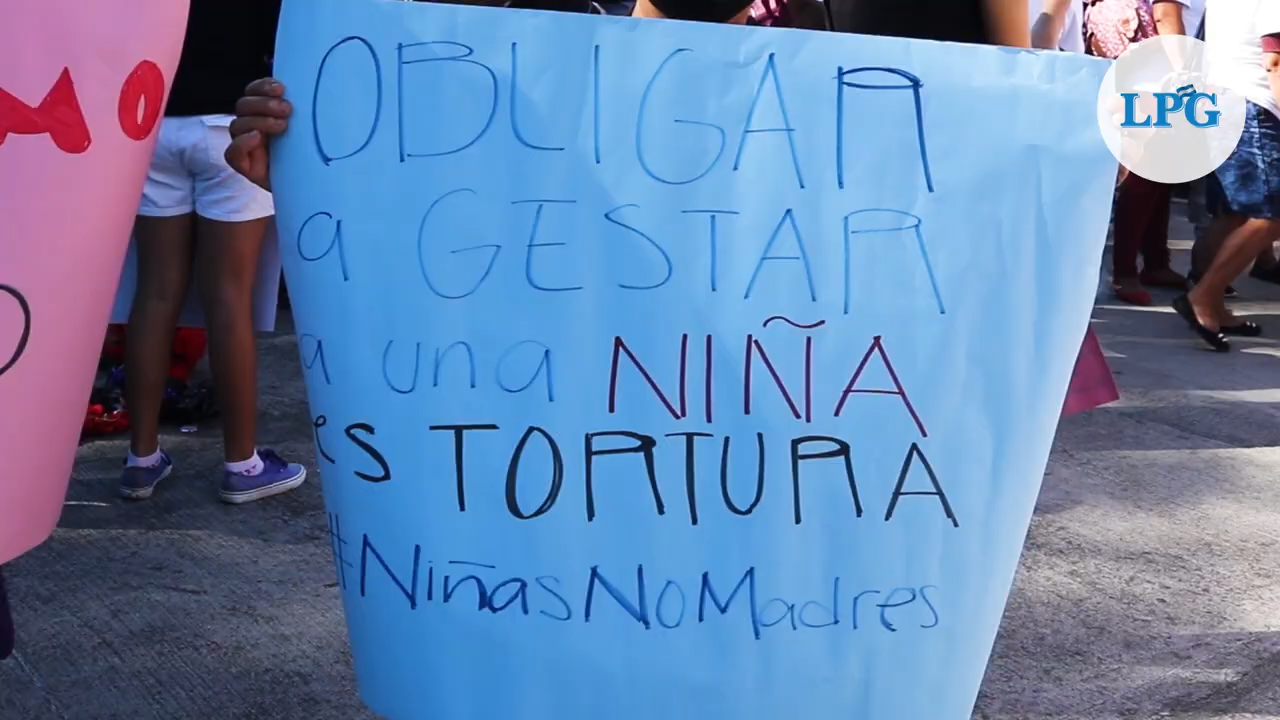 OBLIGAR
a GESTAR
a una NIÑA
es TORTURA
#NiñasNoMadres
LPG